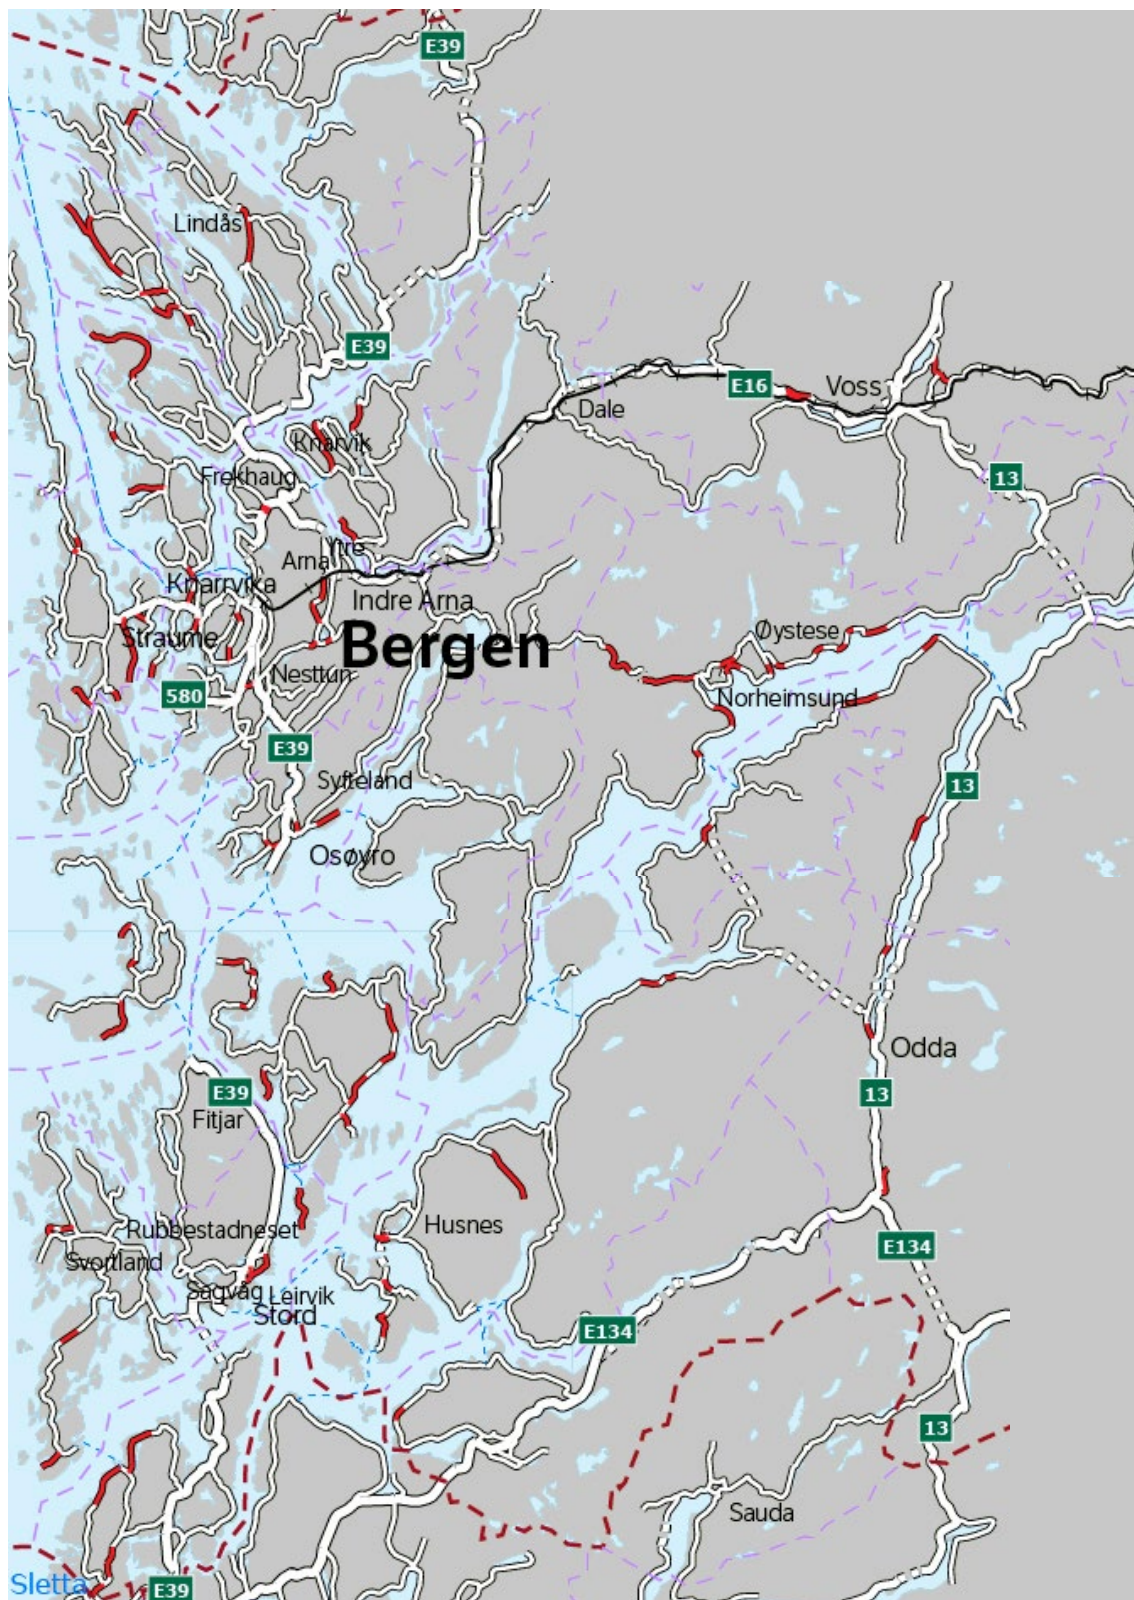 E39
Lindås
E39
E16
Voss
Dale
Knarvik
Frekhaug
13
Ytre
Arna
Knarrvika
Indre Arna
Straume
Bergen
Øystese
Nesttun
580
Norheimsund
E39
Syfteland
13
Osøyro
Odda
E39
13
Fitjar
Husnes
Rubbestadneset
E134
Svortland
Sagvåg
Leirvik
Stord
E134
13
Sauda
Sletta
E39